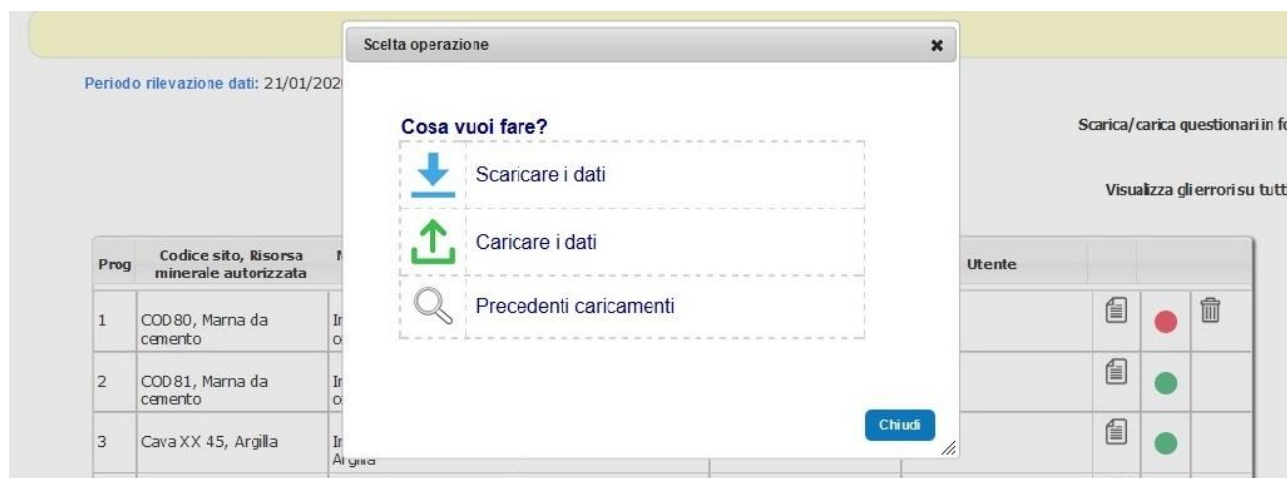 Scelta operazione
Periodo rilevazione dati: 21/01/202
Cosa vuoi fare?
Scarica/carica questionari in fo
Scaricare i dati
Visualizza gli errori su tutt
Caricare i dati
Precedenti caricamenti
Prog
Codice sito, Risorsa
minerale autorizzata
Utente
1
COD80, Marna da
cemento
2
COD81, Marna da
cemento
3
Cava XX 45, Argilla
Argilla
Chiudi